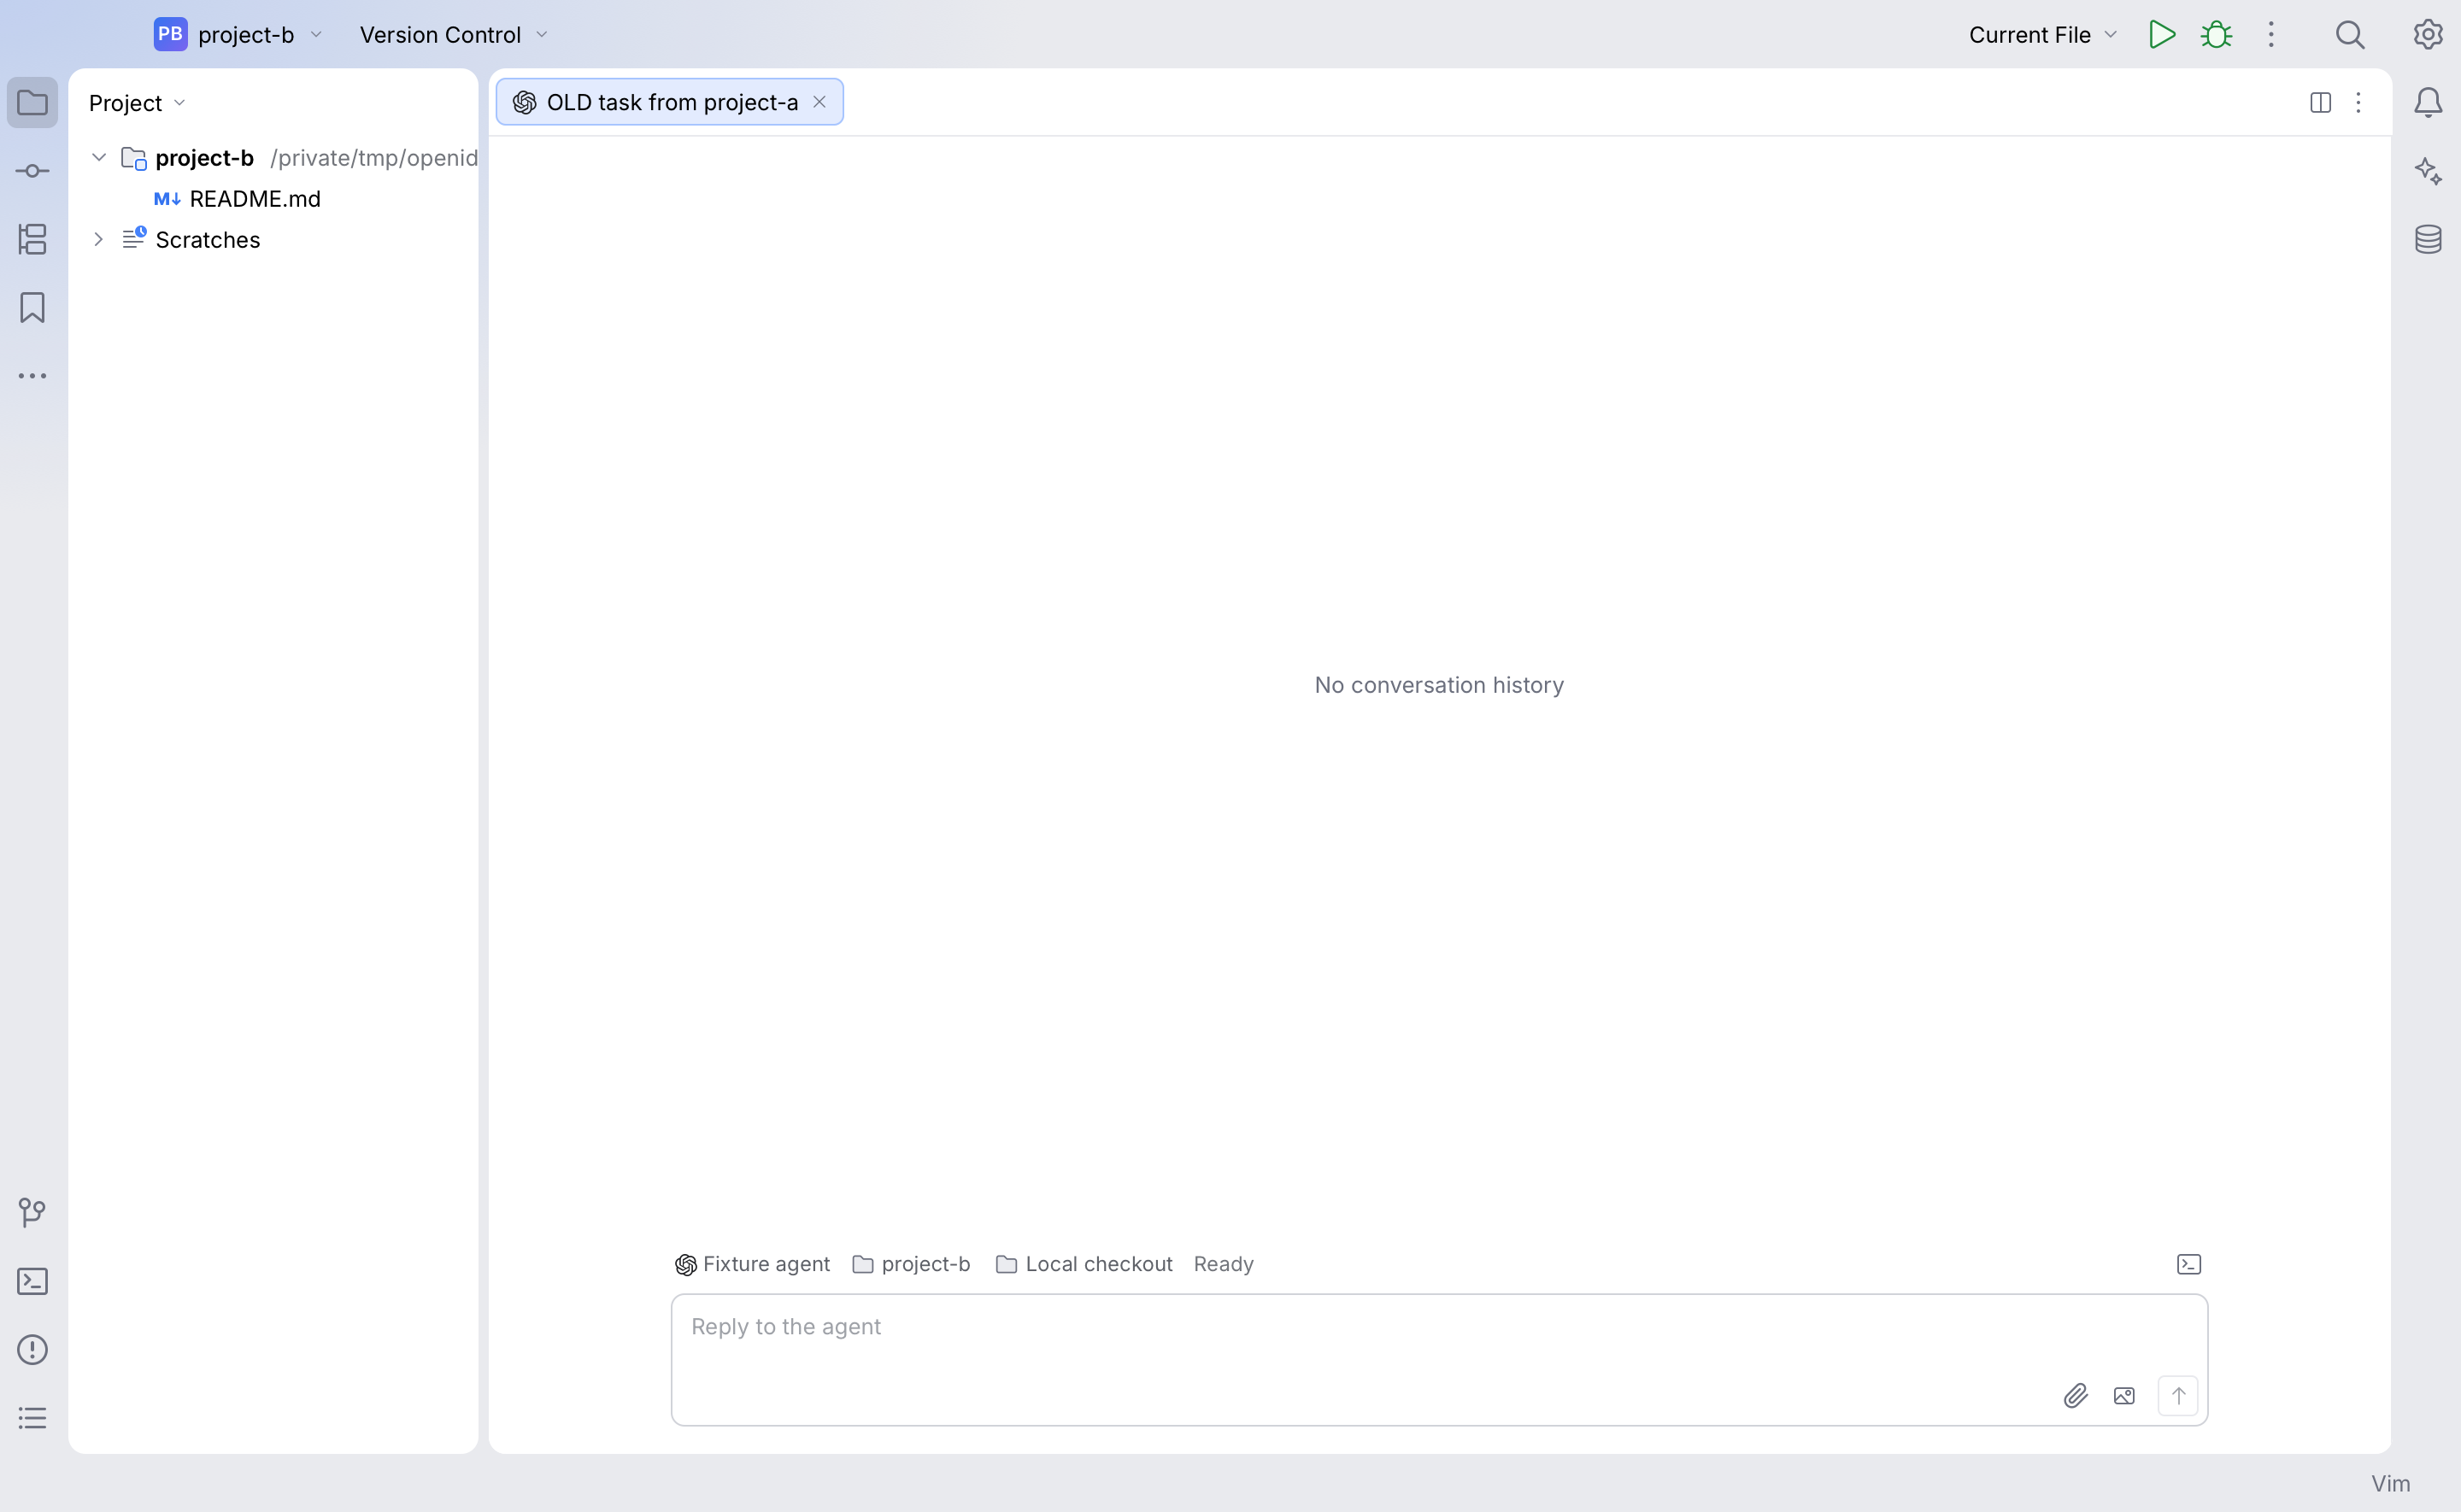 PB project-b Version Control Current File
Project
OLD task from project-a
project-b /private/tmp/openid
M↓ README.md
Scratches
No conversation history
Fixture agent project-b Local checkout Ready
Reply to the agent
Vim